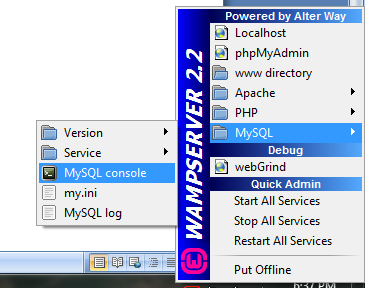 Powered by Alter Way
Localhost
phpMyAdmin
www directory
Apache
PHP
MySQL
Debug
webGrind
Quick Admin
Start All Services
Stop All Services
Restart All Services
Put Offline
WAMPSERVER 2.2
Version
Service
MySQL console
my.ini
MySQL log
6:37 PM